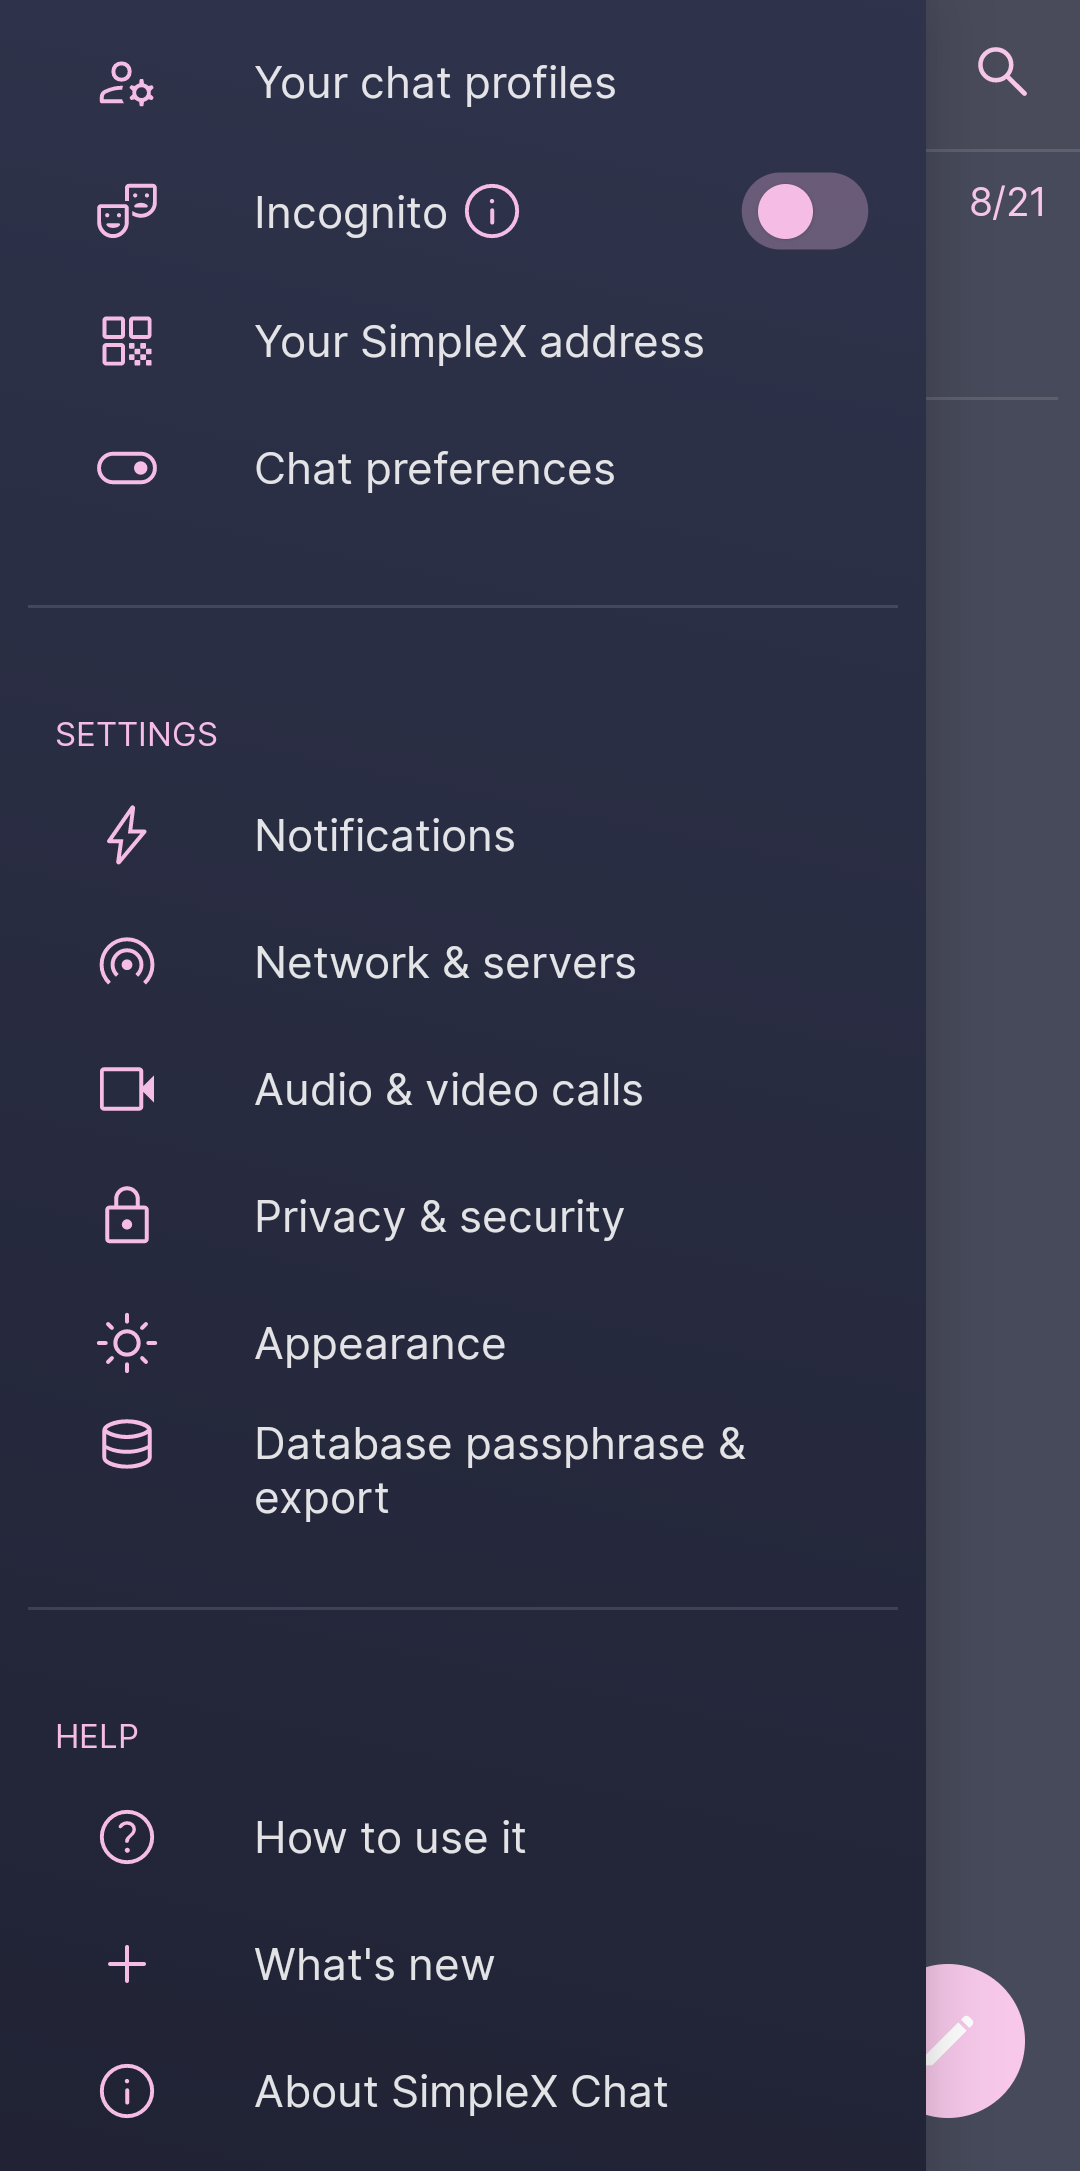 Your chat profiles
Incognito
8/21
Your SimpleX address
Chat preferences
SETTINGS
Notifications
Network & servers
Audio & video calls
Privacy & security
Appearance
Database passphrase &
export
HELP
How to use it
What's new
About SimpleX Chat